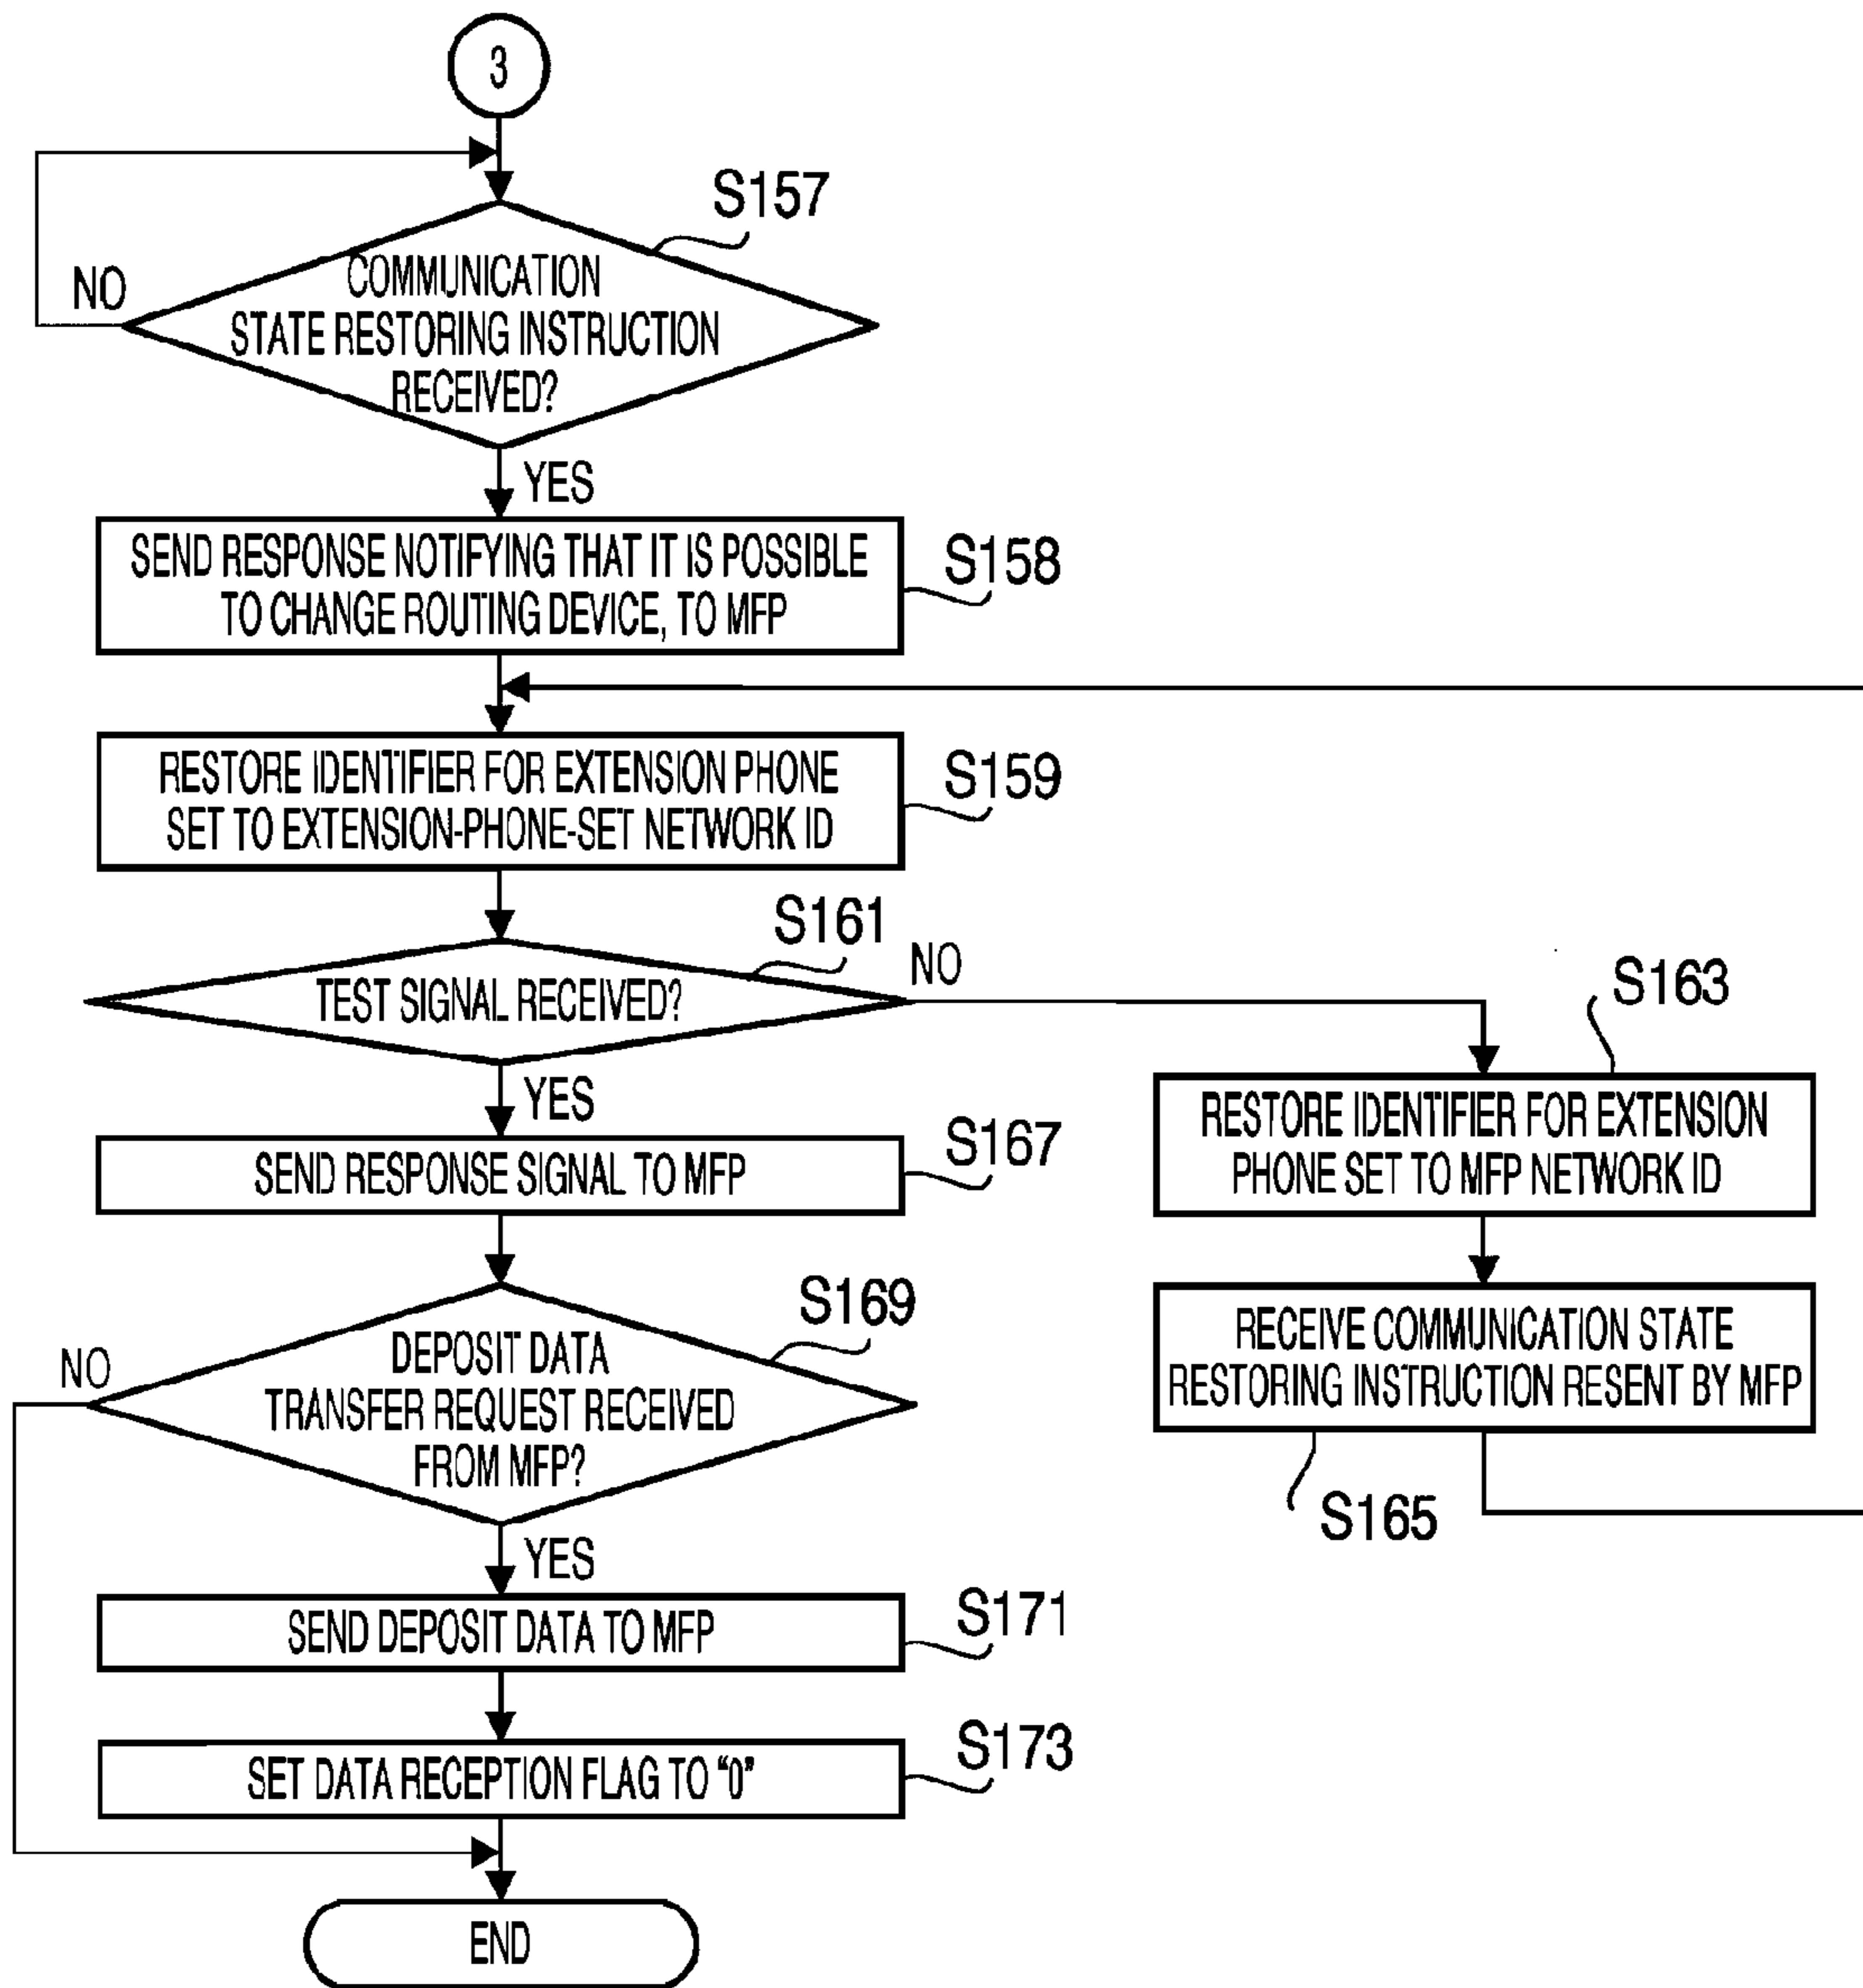 3
S157
NO
COMMUNICATION
STATE RESTORING INSTRUCTION
RECEIVED?
YES
SEND RESPONSE NOTIFYING THAT IT IS POSSIBLE
TO CHANGE ROUTING DEVICE, TO MFP
S158
RESTORE IDENTIFIER FOR EXTENSION PHONE
SET TO EXTENSION-PHONE-SET NETWORK ID
S159
S161
NO
TEST SIGNAL RECEIVED?
YES
S163
RESTORE IDENTIFIER FOR EXTENSION
PHONE SET TO MFP NETWORK ID
RECEIVE COMMUNICATION STATE
RESTORING INSTRUCTION RESENT BY MFP
S165
SEND RESPONSE SIGNAL TO MFP
S167
S169
NO
DEPOSIT DATA
TRANSFER REQUEST RECEIVED
FROM MFP?
YES
SEND DEPOSIT DATA TO MFP
S171
SET DATA RECEPTION FLAG TO “0”
S173
END